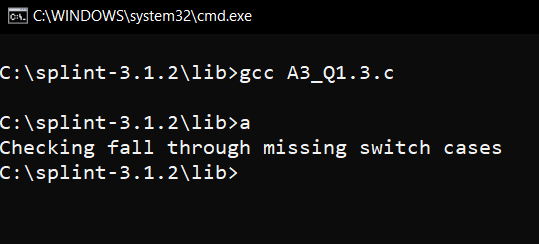 C:\WINDOWS\system32\cmd.exe
C:\splint-3.1.2\lib>gcc A3_Q1.3.c
C:\splint-3.1.2\lib>a
Checking fall through missing switch cases
C:\splint-3.1.2\lib>